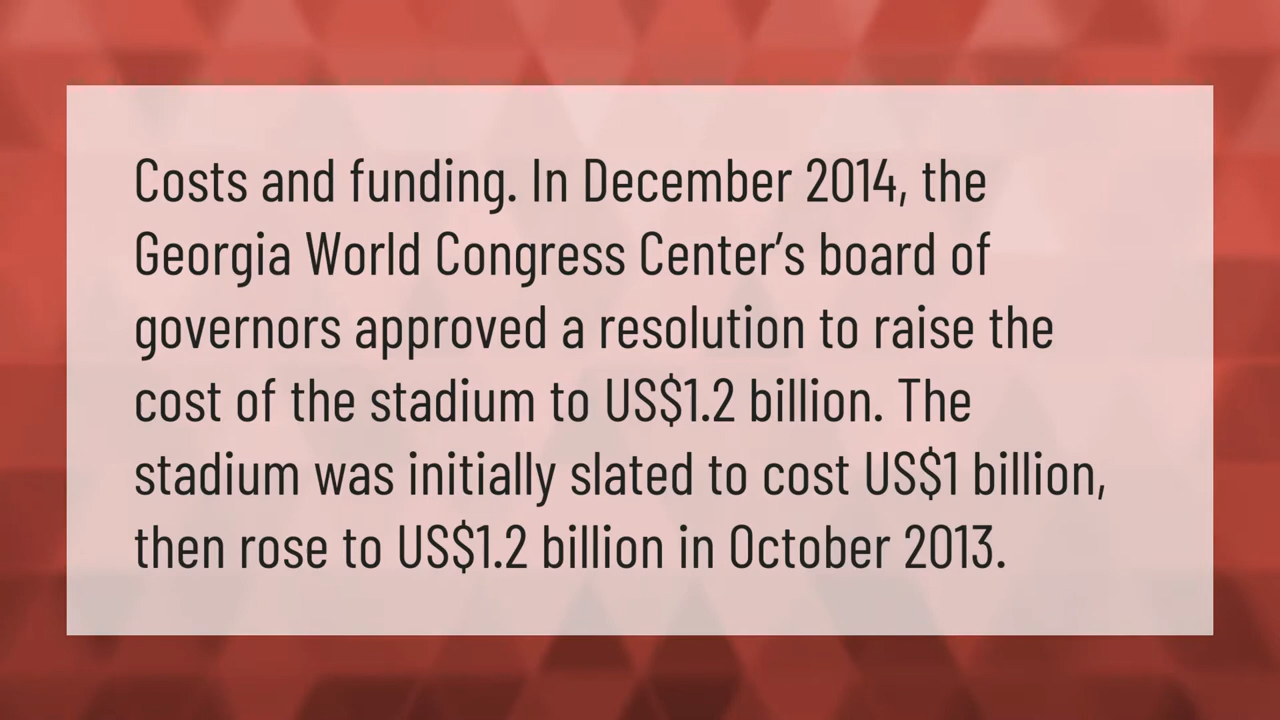 Costs and funding. In December 2014, the
Georgia World Congress Center’s board of
governors approved a resolution to raise the
cost of the stadium to US$1.2 billion. The
stadium was initially slated to cost US$1 billion,
then rose to US$1.2 billion in October 2013.